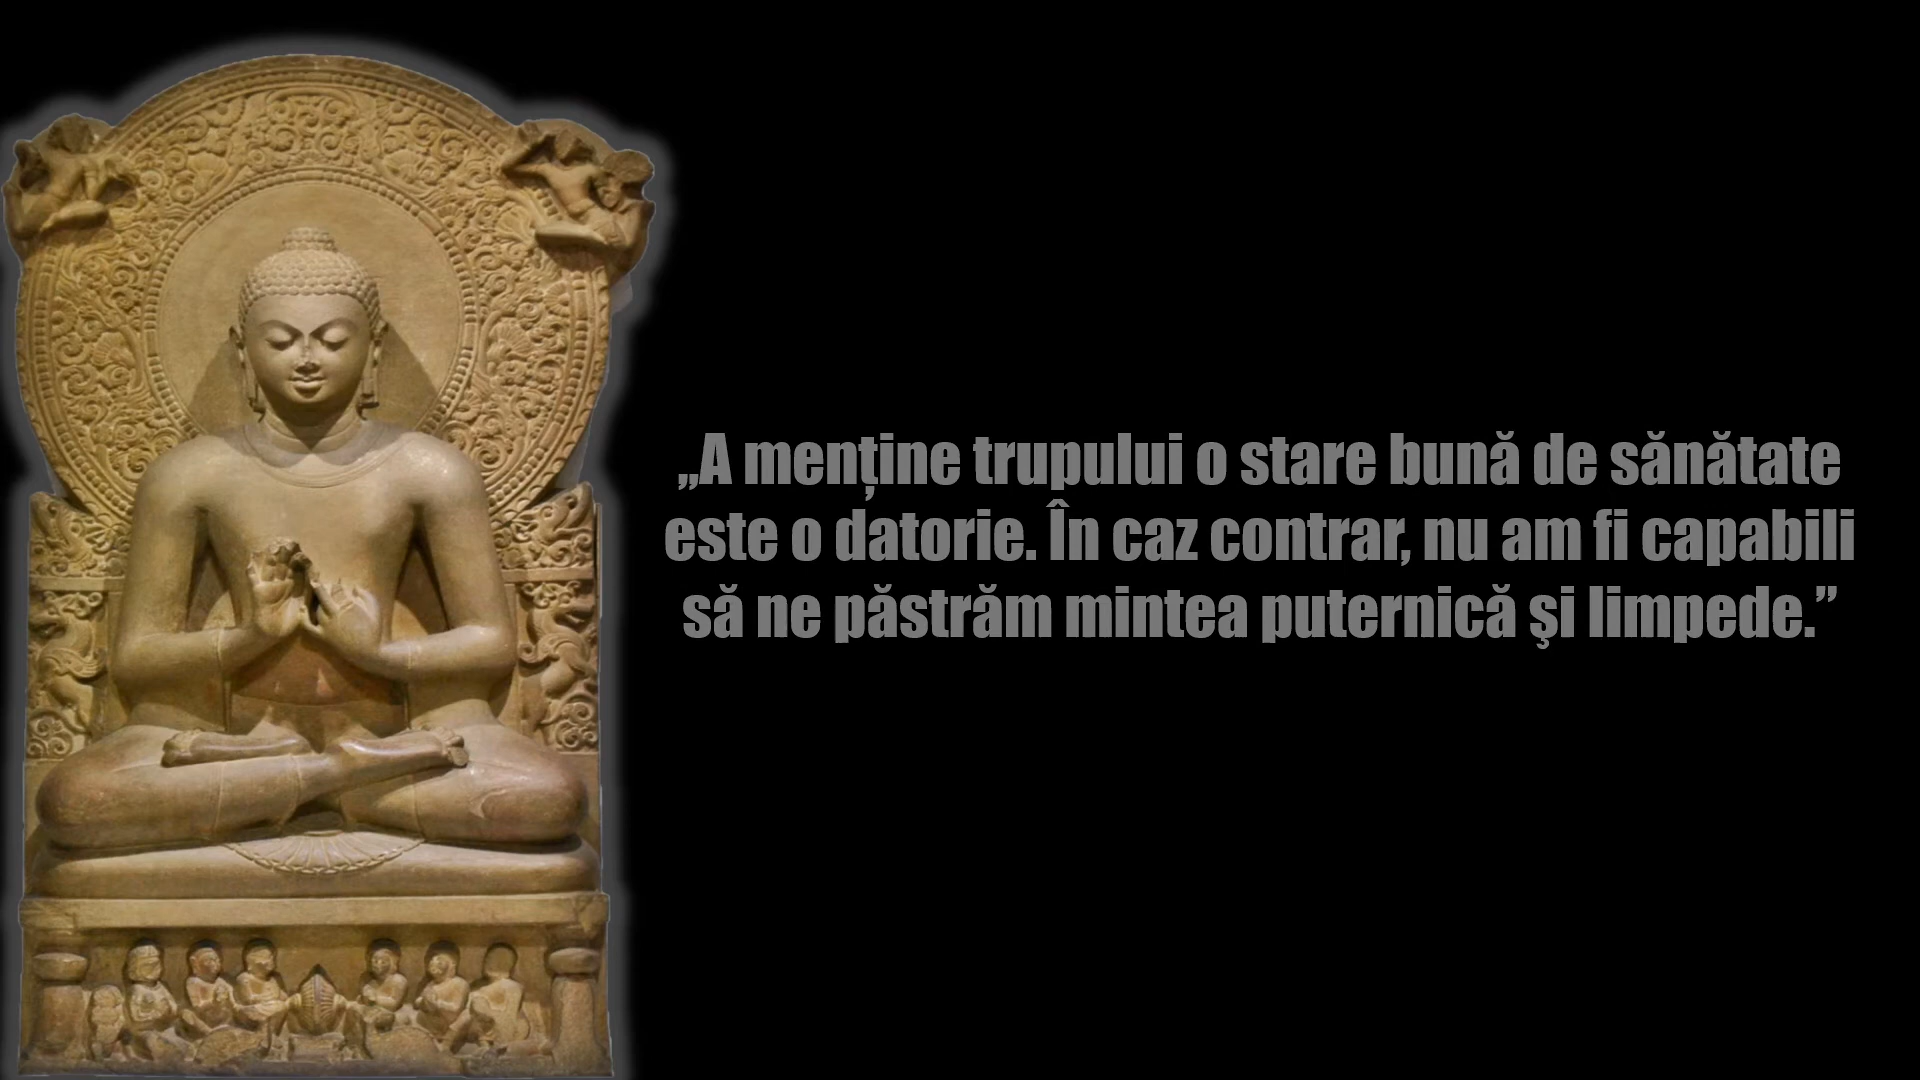 „A menține trupului o stare bună de sănătate
este o datorie. În caz contrar, nu am fi capabili
să ne păstrăm mintea puternică şi limpede.”